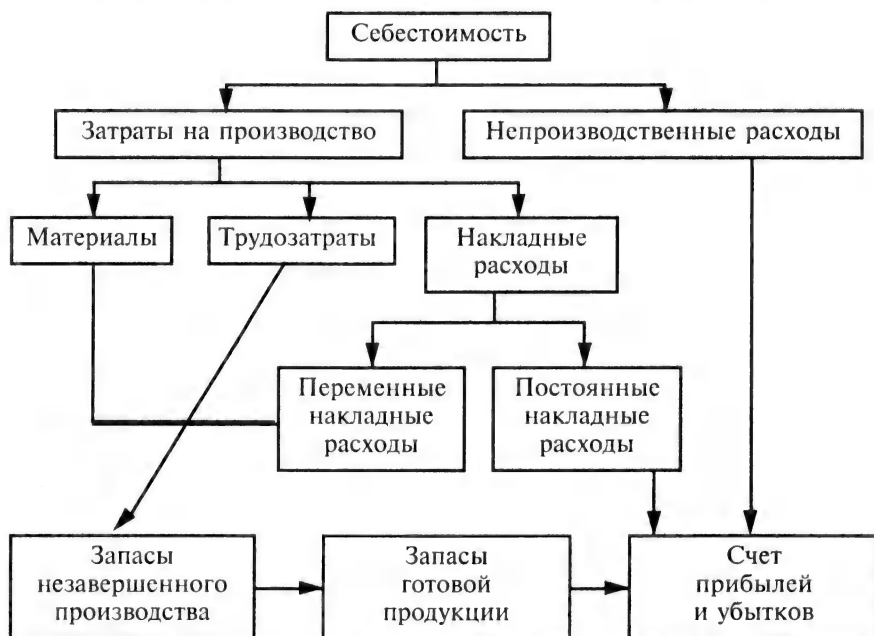 Себестоимость
Затраты на производство
Непроизводственные расходы
Материалы
Трудозатраты
Накладные
расходы
Переменные
накладные
расходы
Постоянные
накладные
расходы
Запасы
незавершенного
производства
Запасы
готовой
продукции
Счет
прибылей
и убытков